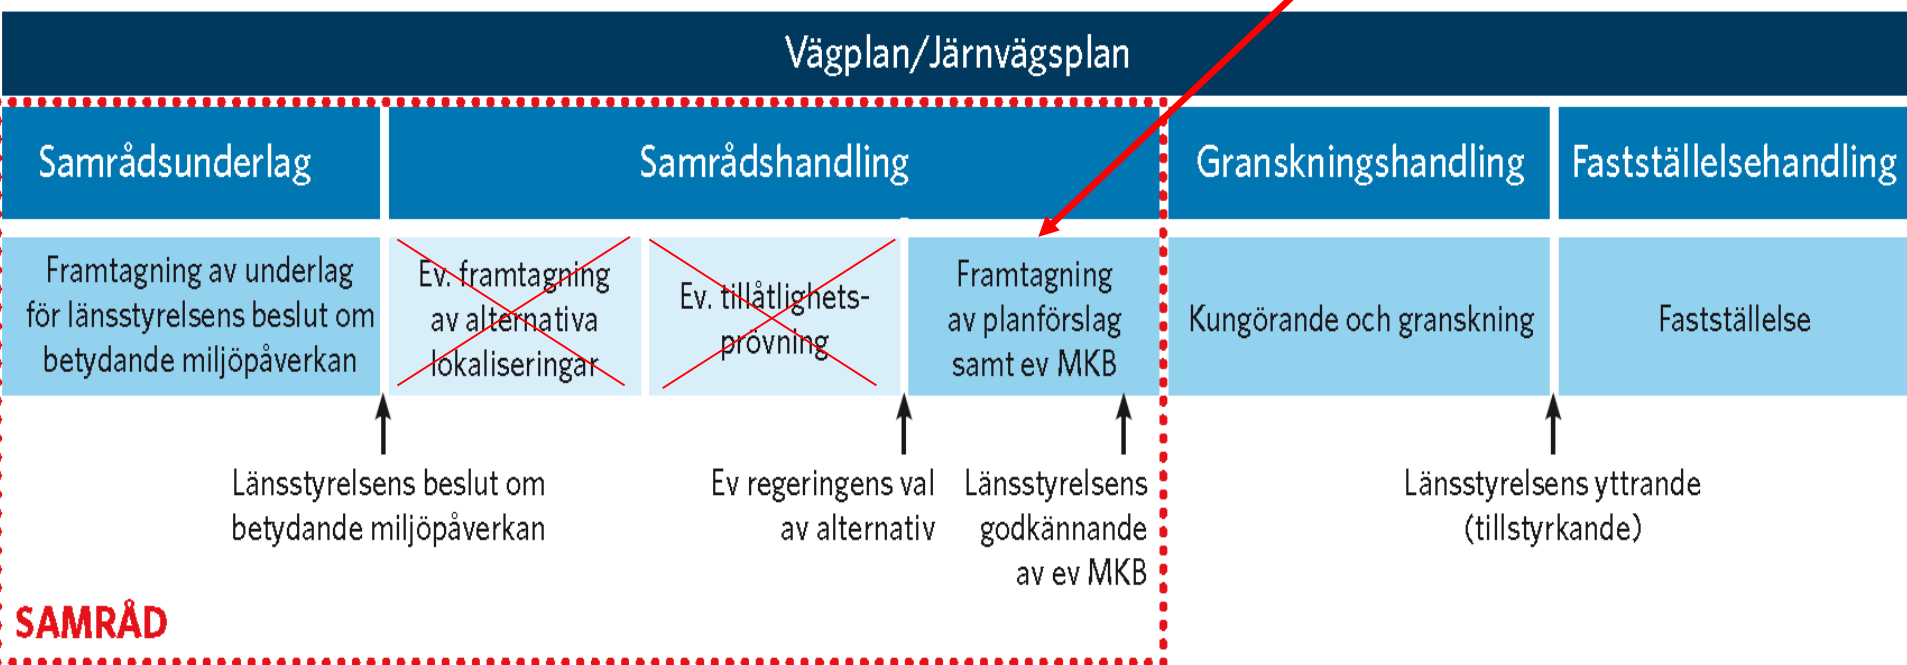 Vägplan/Järnvägsplan
Samrådsunderlag
Samrådshandling
Granskningshandling
Fastställelsehandling
Framtagning av underlag
för länsstyrelsens beslut om
betydande miljöpåverkan
Ev. framtagning
av alternativa
lokaliseringar
Ev. tillåtlighets-
prövning
Framtagning
av planförslag
samt ev MKB
Kungörande och granskning
Fastställelse
Länsstyrelsens beslut om
betydande miljöpåverkan
Ev regeringens val
av alternativ
Länsstyrelsens
godkännande
av ev MKB
Länsstyrelsens yttrande
(tillstyrkande)
SAMRÅD